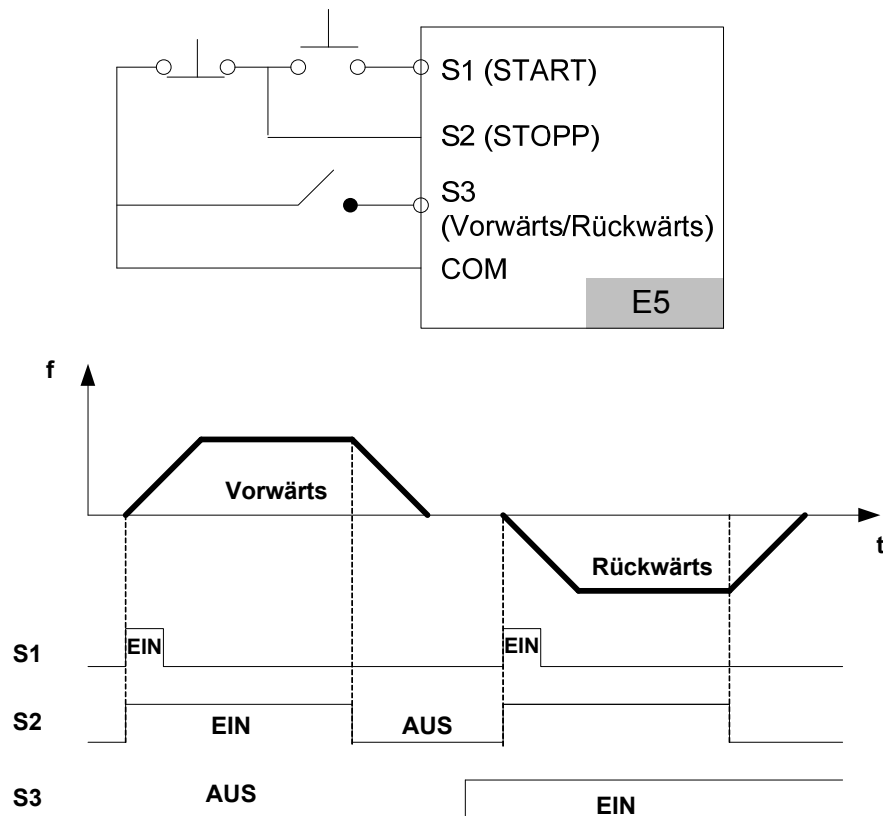 S1 (START)
S2 (STOPP)
S3
(Vorwärts/Rückwärts)
COM
E5
f
Vorwärts
t
Rückwärts
S1 EIN EIN
S2 EIN AUS
S3 AUS EIN